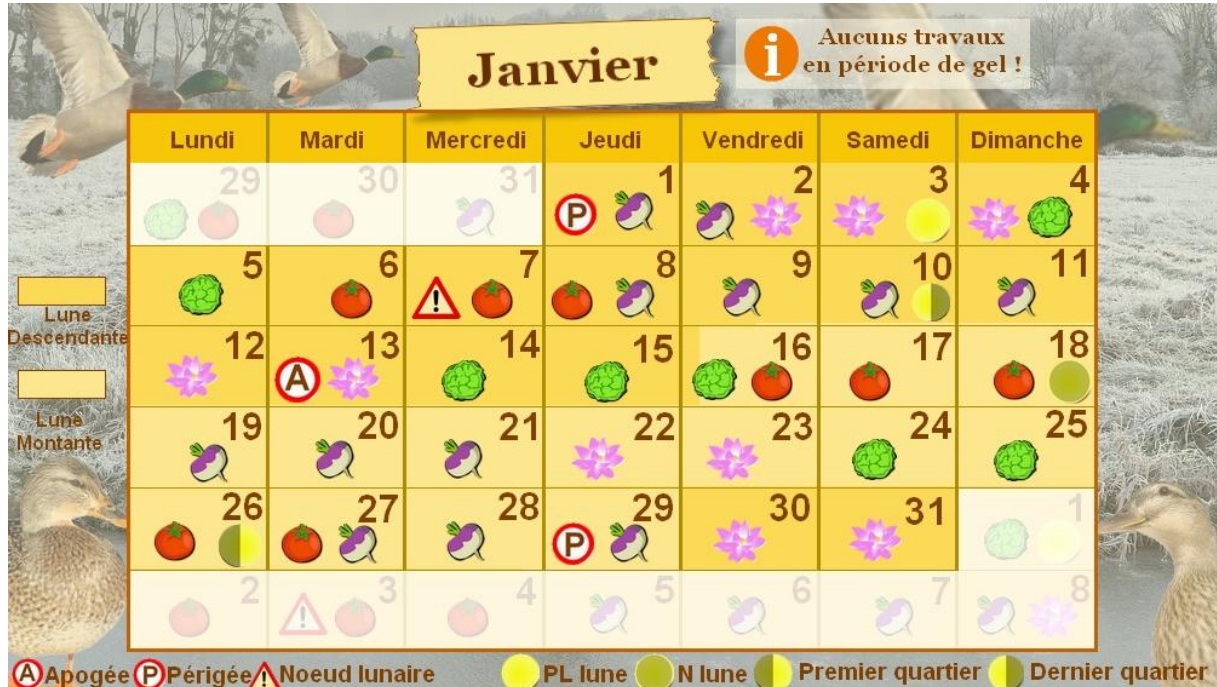 Janvier
i
Aucuns travaux
en période de gel !
Lundi Mardi Mercredi Jeudi Vendredi Samedi Dimanche
29 30 31 1 2 3 4
P
5 6 7 8 9 10 11
!
Lune
Descendante
12 13 14 15 16 17 18
A
Lune
Montante
19 20 21 22 23 24 25
26 27 28 29 30 31 1
P
2 3 4 5 6 7 8
!
A Apogée P Périgée ! Noeud lunaire PL lune N lune Premier quartier Dernier quartier